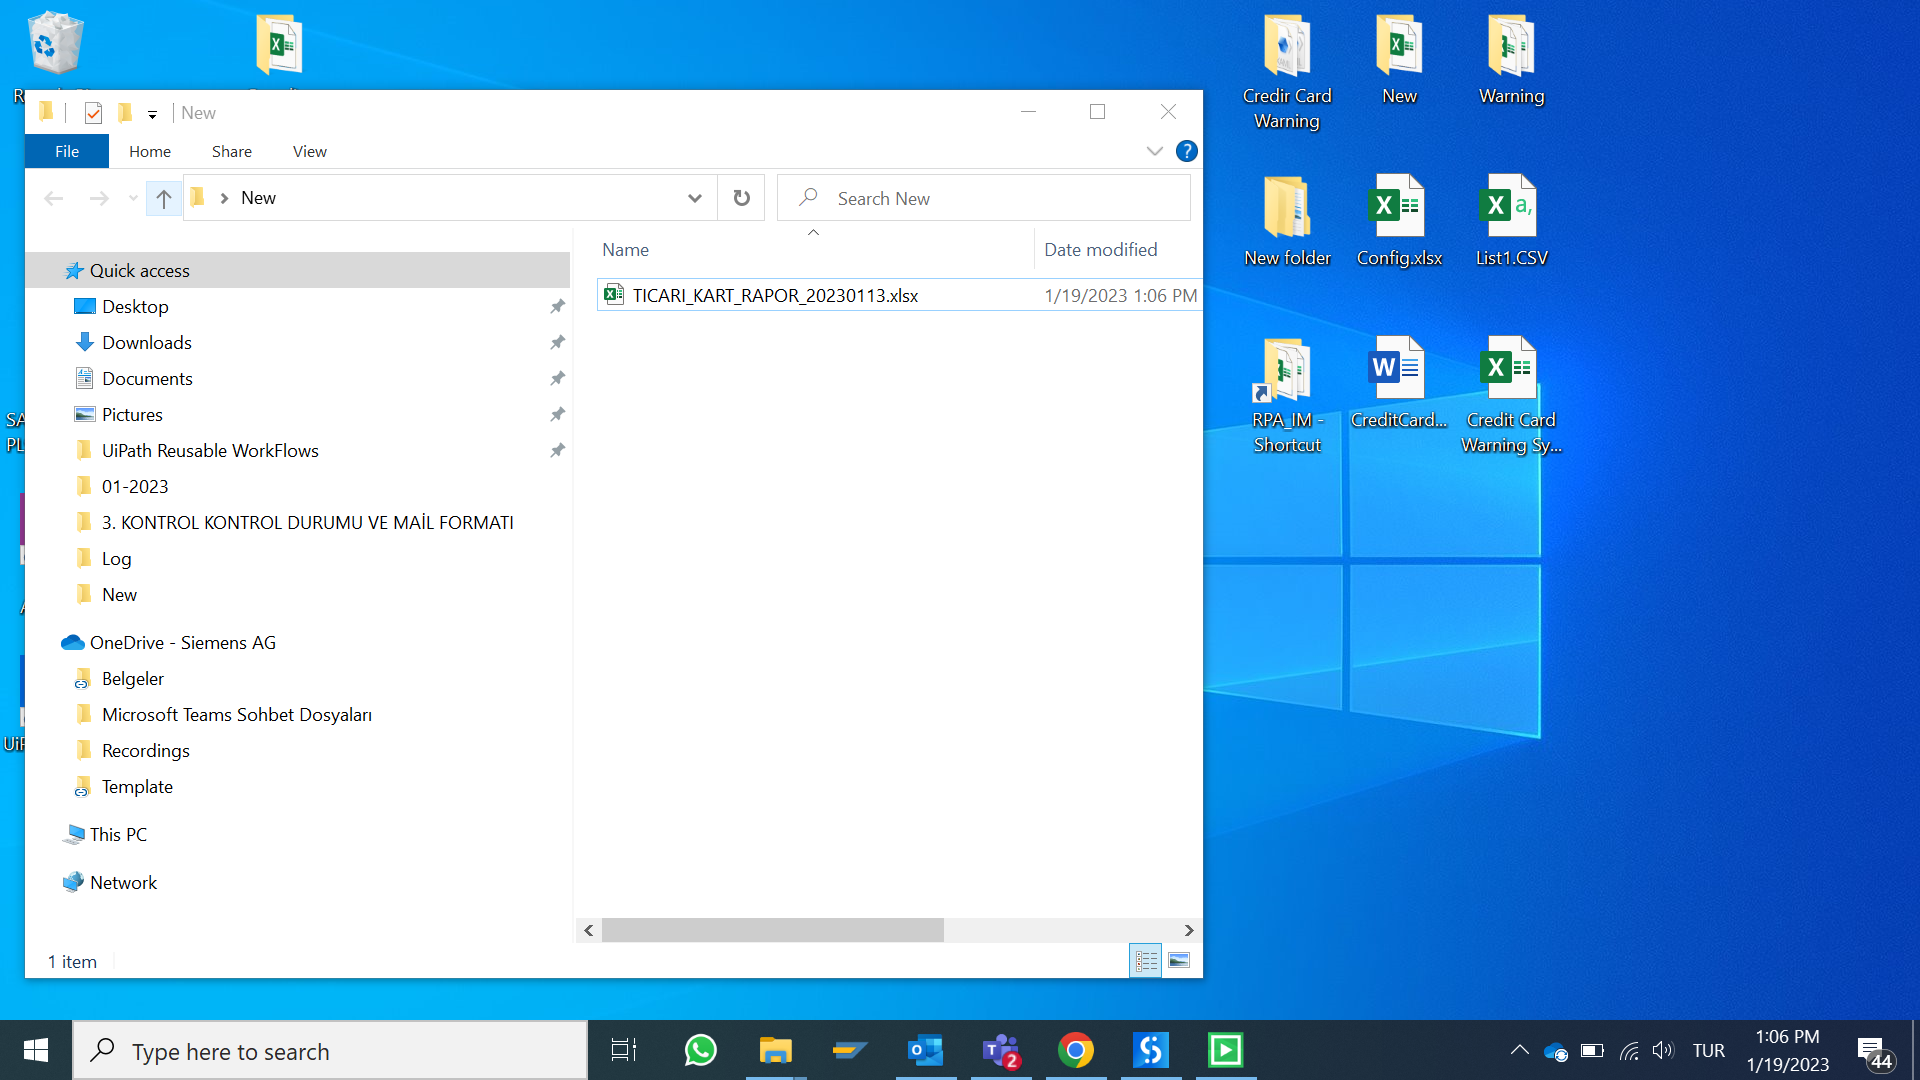 New
File
Home
Share
View
New
Search New
Name
Date modified
TICARI_KART_RAPOR_20230113.xlsx
1/19/2023 1:06 PM
Quick access
Desktop
Downloads
Documents
Pictures
UiPath Reusable WorkFlows
01-2023
3. KONTROL KONTROL DURUMU VE MAİL FORMATI
Log
New
OneDrive - Siemens AG
Belgeler
Microsoft Teams Sohbet Dosyaları
Recordings
Template
This PC
Network
1 item
Credir Card
Warning
New
Warning
New folder
Config.xlsx
List1.CSV
RPA_IM -
Shortcut
CreditCard...
Credit Card
Warning Sy...
SA
PL
Type here to search
2
TUR
1:06 PM
1/19/2023
44